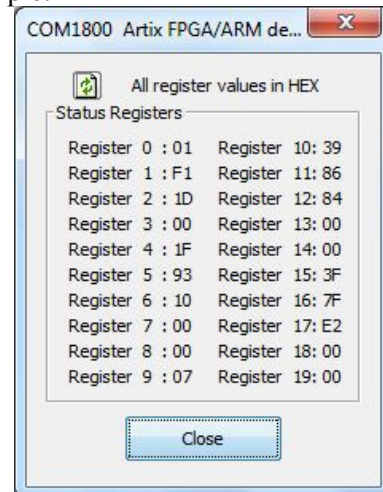 COM1800 Artix FPGA/ARM de...
All register values in HEX
Status Registers
Register 0 : 01 Register 10: 39
Register 1 : F1 Register 11: 86
Register 2 : 1D Register 12: 84
Register 3 : 00 Register 13: 00
Register 4 : 1F Register 14: 00
Register 5 : 93 Register 15: 3F
Register 6 : 10 Register 16: 7F
Register 7 : 00 Register 17: E2
Register 8 : 00 Register 18: 00
Register 9 : 07 Register 19: 00
Close